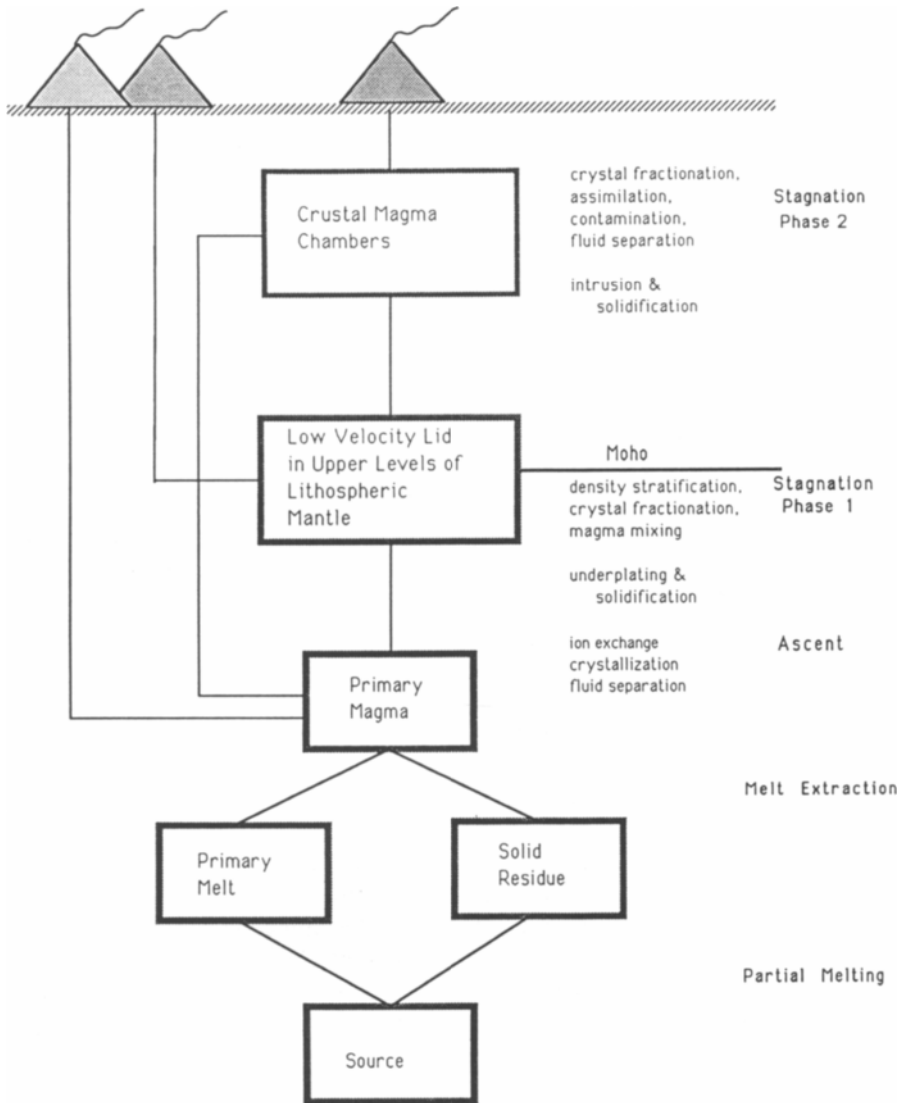 Crustal Magma
Chambers
crystal fractionation,
assimilation,
contamination,
fluid separation
intrusion &
solidification
Stagnation
Phase 2
Low Velocity Lid
in Upper Levels of
Lithospheric
Mantle
Moho
density stratification,
crystal fractionation,
magma mixing
underplating &
solidification
Stagnation
Phase 1
Primary
Magma
ion exchange
crystallization
fluid separation
Ascent
Melt Extraction
Primary
Melt
Solid
Residue
Partial Melting
Source